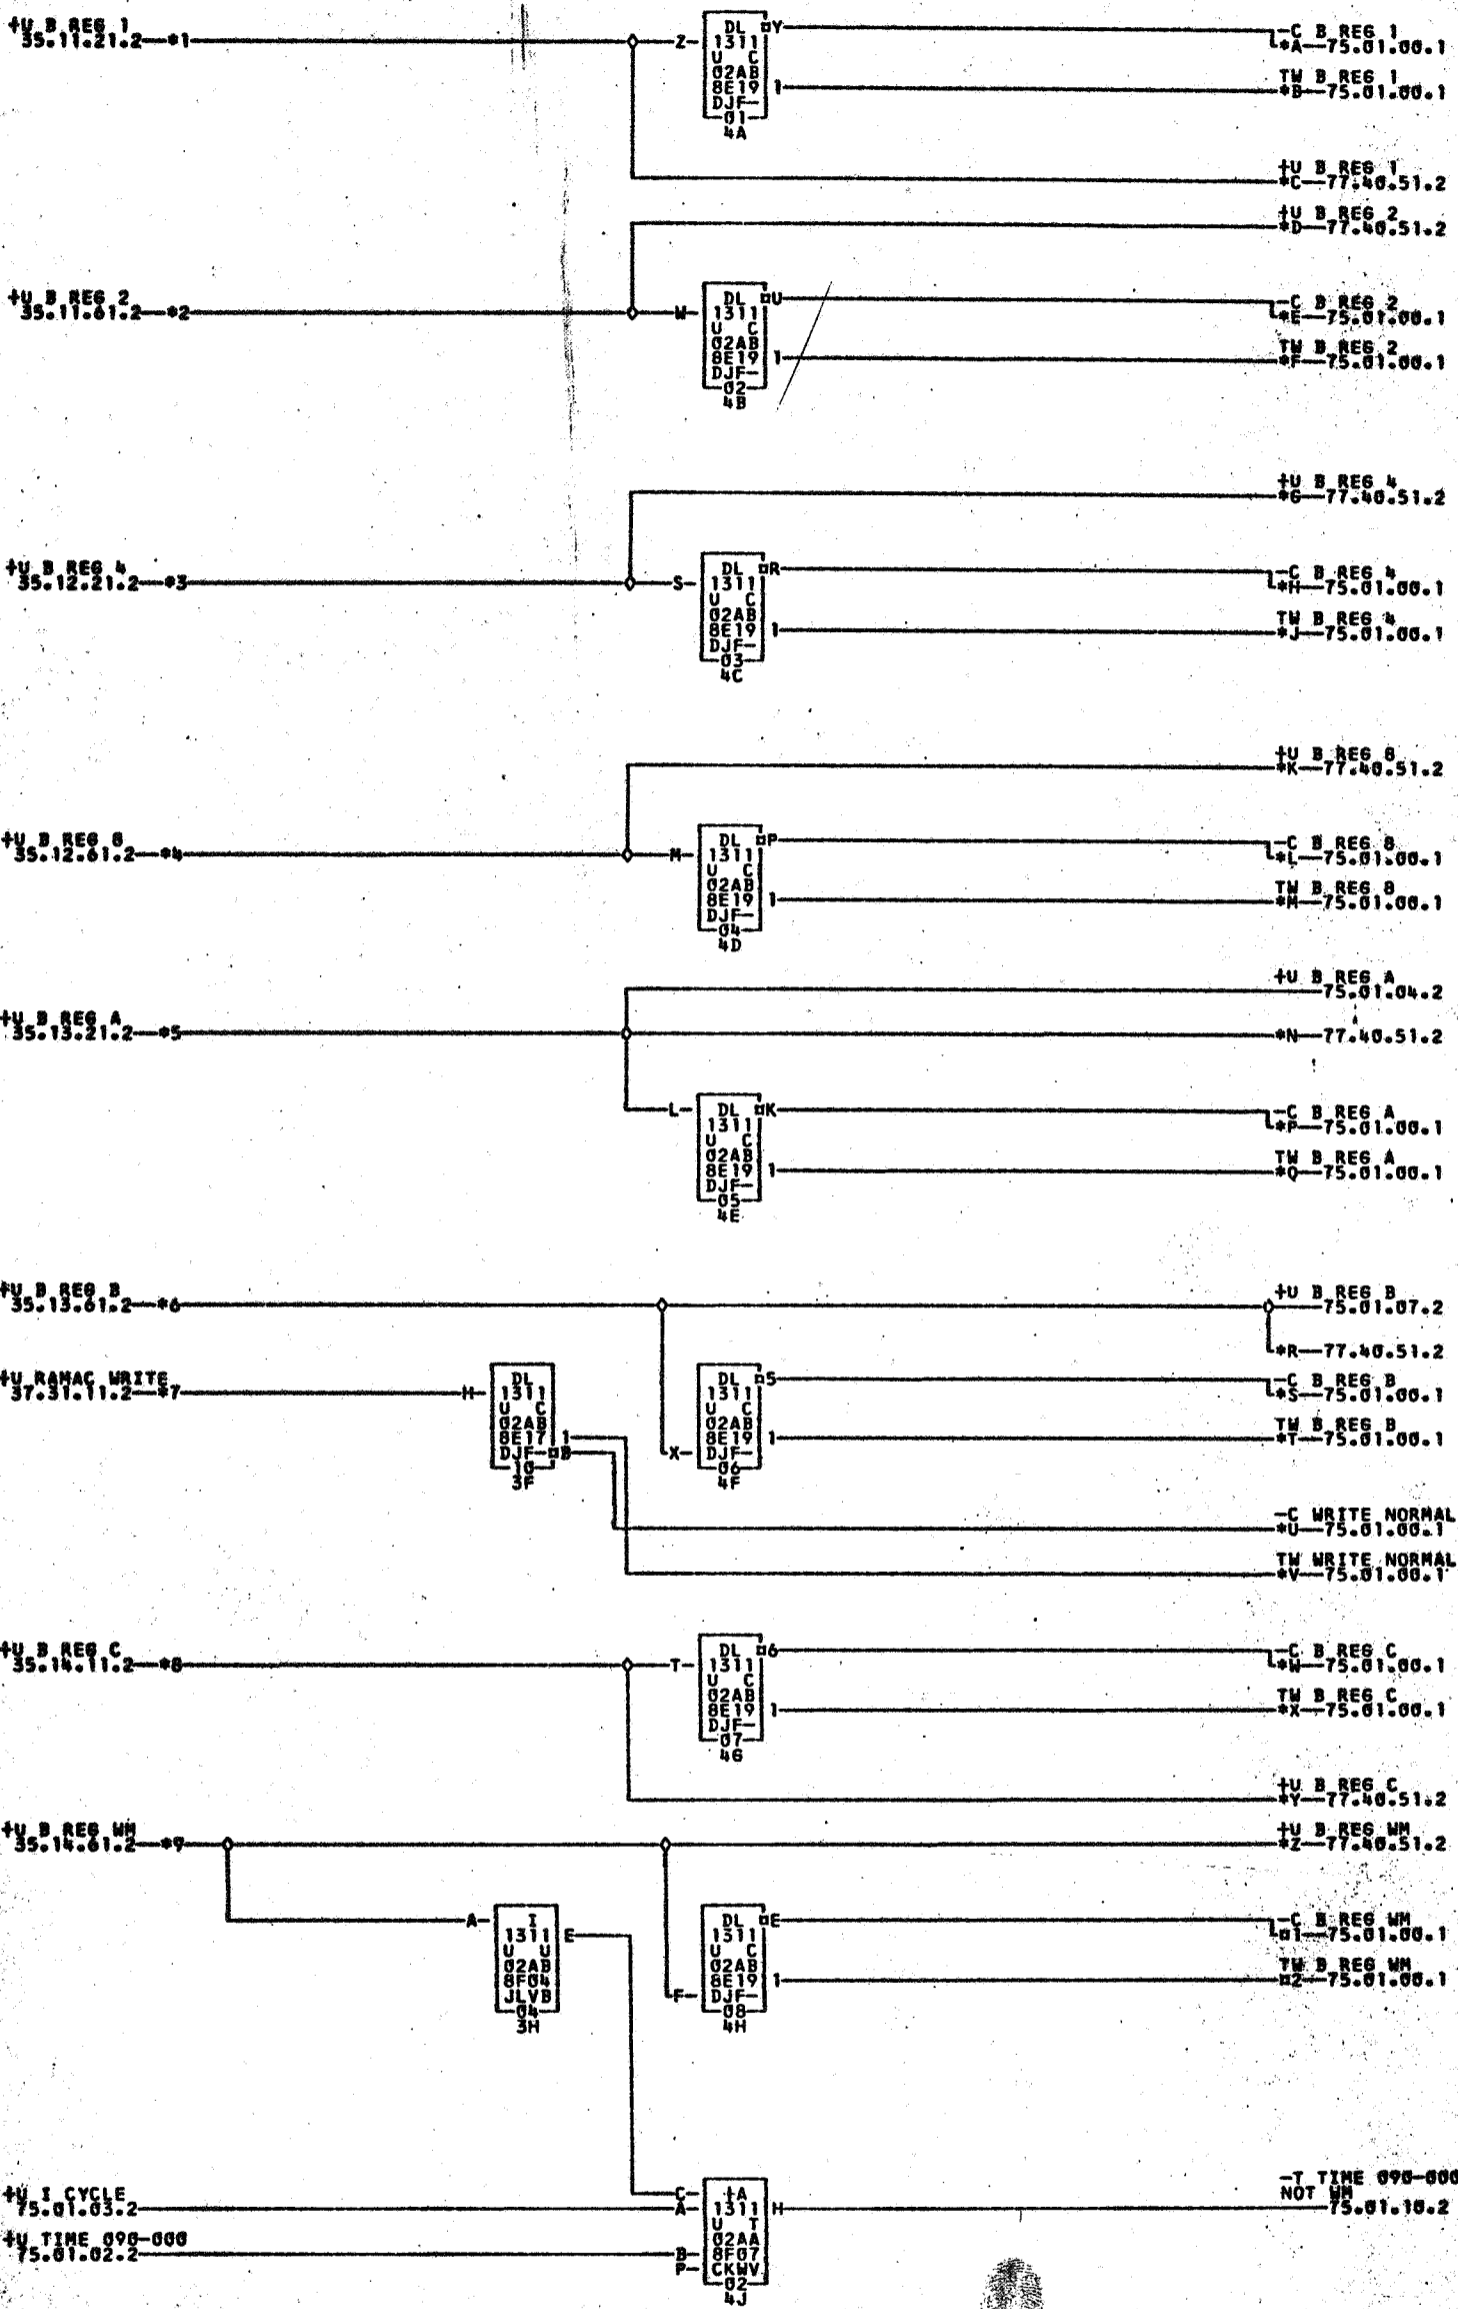 +U B REG 1
35.11.21.2—*1
Z—
DL ¤Y
1311
U C
02AB
8E19 1
DJF—
01
4A
—C B REG 1
*A—75.01.00.1
TW B REG 1
*B—75.01.00.1
+U B REG 1
*C—77.40.51.2
+U B REG 2
*D—77.40.51.2
+U B REG 2
35.11.61.2—*2
W—
DL ¤U
1311
U C
02AB
8E19 1
DJF—
02
4B
—C B REG 2
*E—75.01.00.1
TW B REG 2
*F—75.01.00.1
+U B REG 4
*G—77.40.51.2
+U B REG 4
35.12.21.2—*3
S—
DL ¤R
1311
U C
02AB
8E19 1
DJF—
03
4C
—C B REG 4
*H—75.01.00.1
TW B REG 4
*J—75.01.00.1
+U B REG 8
*K—77.40.51.2
+U B REG 8
35.12.61.2—*4
M—
DL ¤P
1311
U C
02AB
8E19 1
DJF—
04
4D
—C B REG 8
*L—75.01.00.1
TW B REG 8
*M—75.01.00.1
+U B REG A
75.01.04.2
+U B REG A
35.13.21.2—*5
*N—77.40.51.2
L—
DL ¤K
1311
U C
02AB
8E19 1
DJF—
05
4E
—C B REG A
*P—75.01.00.1
TW B REG A
*Q—75.01.00.1
+U B REG B
35.13.61.2—*6
+U B REG B
75.01.07.2
*R—77.40.51.2
+U RAMAC WRITE
37.31.11.2—*7
H—
DL
1311
U C
02AB
8E17 1
DJF—¤B
10
3F
X—
DL ¤5
1311
U C
02AB
8E19 1
DJF—
06
4F
—C B REG B
*S—75.01.00.1
TW B REG B
*T—75.01.00.1
—C WRITE NORMAL
*U—75.01.00.1
TW WRITE NORMAL
*V—75.01.00.1
+U B REG C
35.14.11.2—*8
T—
DL ¤6
1311
U C
02AB
8E19 1
DJF—
07
4G
—C B REG C
*W—75.01.00.1
TW B REG C
*X—75.01.00.1
+U B REG C
*Y—77.40.51.2
+U B REG WM
35.14.61.2—*9
+U B REG WM
*Z—77.40.51.2
A—
I
1311 E
U U
02AB
8F04
JLVB
04
3H
F—
DL ¤E
1311
U C
02AB
8E19 1
DJF—
08
4H
—C B REG WM
¤1—75.01.00.1
TW B REG WM
¤2—75.01.00.1
+U I CYCLE
75.01.03.2
+U TIME 090-000
75.01.02.2
C—
A—
B—
P—
+A
1311 H
U T
02AA
8F07
CKWV
02
4J
—T TIME 090-000
NOT WM
75.01.10.2